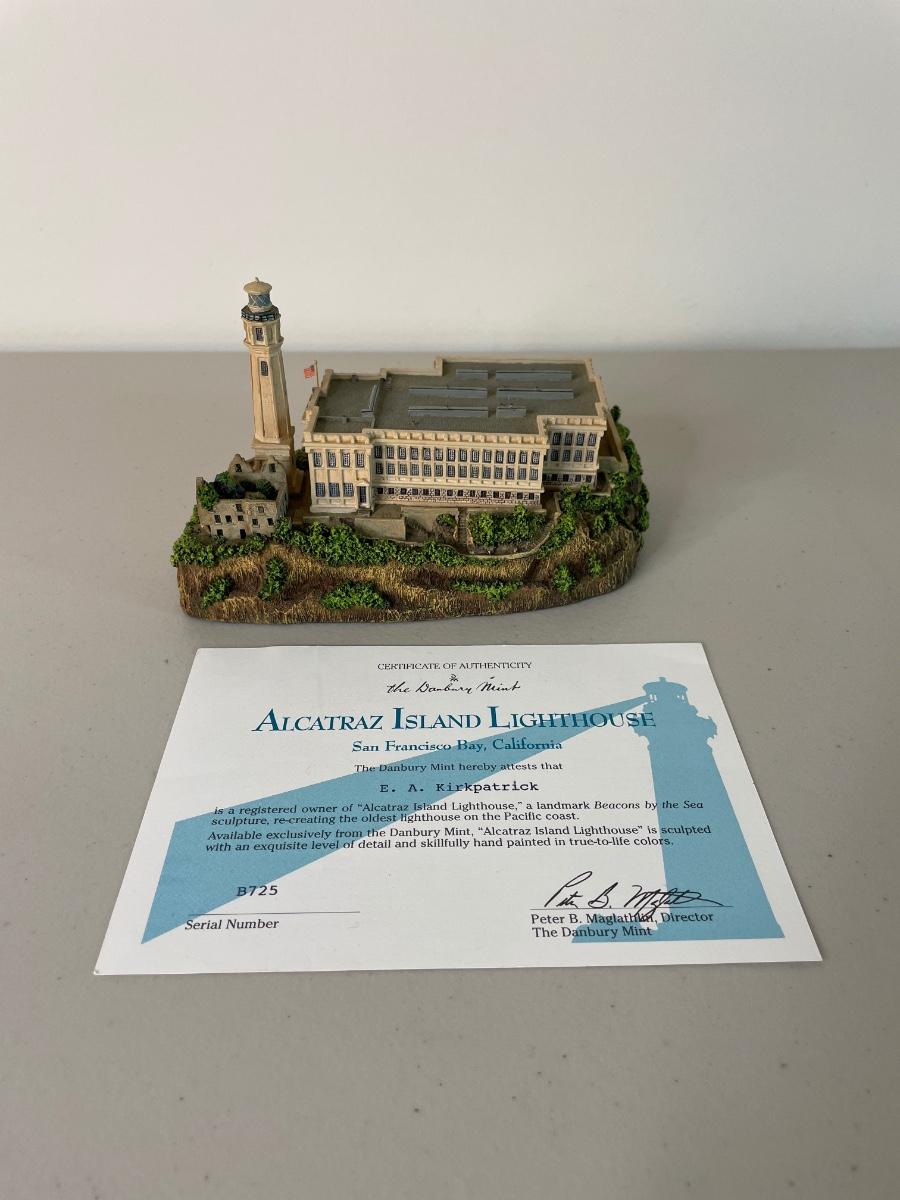 CERTIFICATE OF AUTHENTICITY
the Danbury Mint
ALCATRAZ ISLAND LIGHTHOUSE
San Francisco Bay, California
The Danbury Mint hereby attests that
E. A. Kirkpatrick
is a registered owner of "Alcatraz Island Lighthouse," a landmark Beacons by the Sea
sculpture, re-creating the oldest lighthouse on the Pacific coast.
Available exclusively from the Danbury Mint, "Alcatraz Island Lighthouse" is sculpted
with an exquisite level of detail and skillfully hand painted in true-to-life colors.
B725
Serial Number
Peter B. Maglathlin
Peter B. Maglathlin, Director
The Danbury Mint